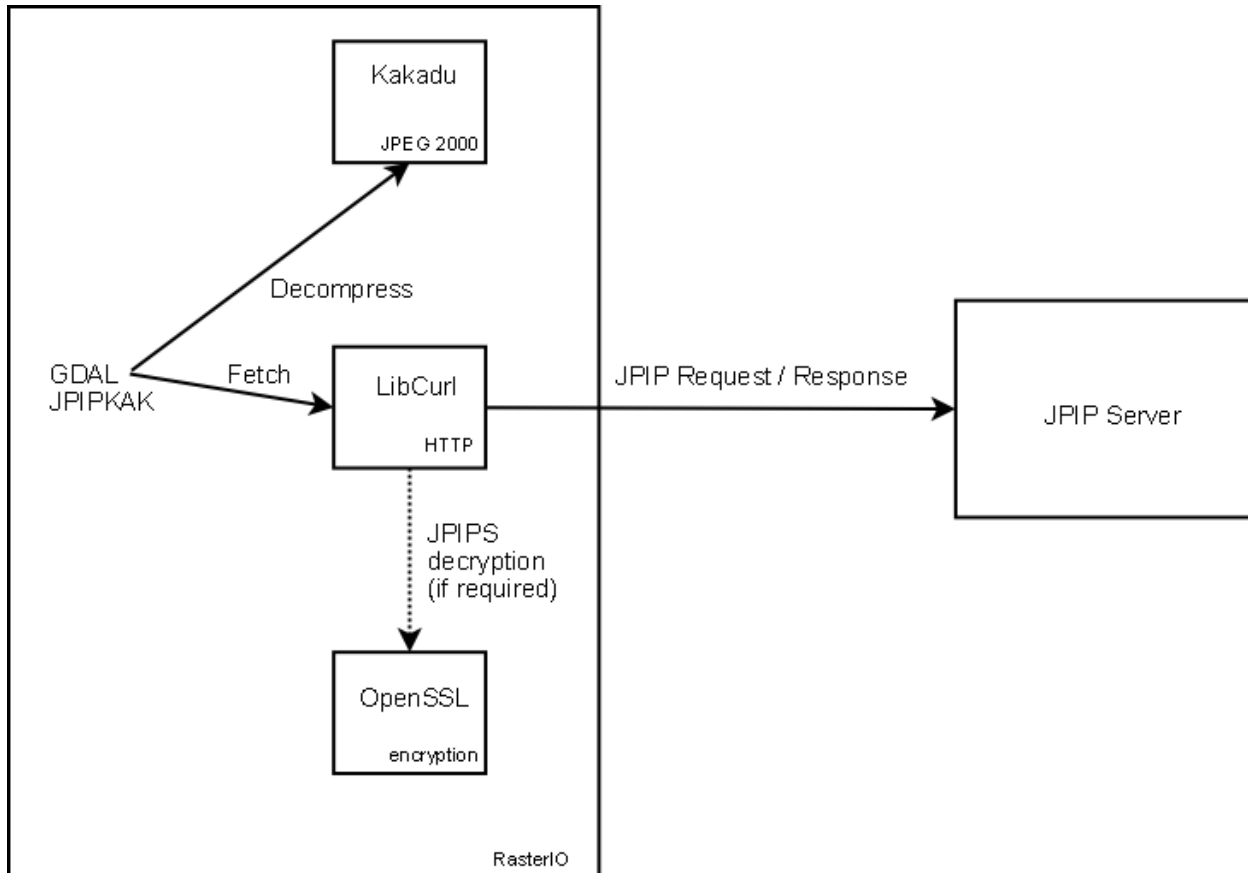 Kakadu
JPEG 2000
Decompress
GDAL
JPIPKAK
Fetch
LibCurl
HTTP
JPIP Request / Response
JPIP Server
JPIPS
decryption
(if required)
OpenSSL
encryption
RasterIO